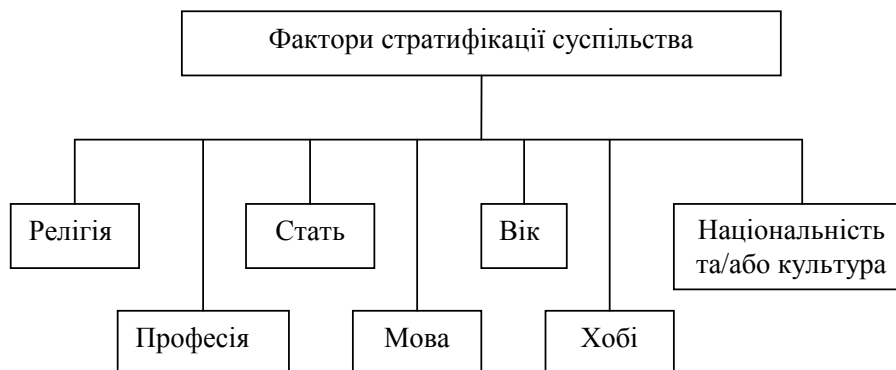 Фактори стратифікації суспільства
Релігія
Стать
Вік
Національність
та/або культура
Професія
Мова
Хобі